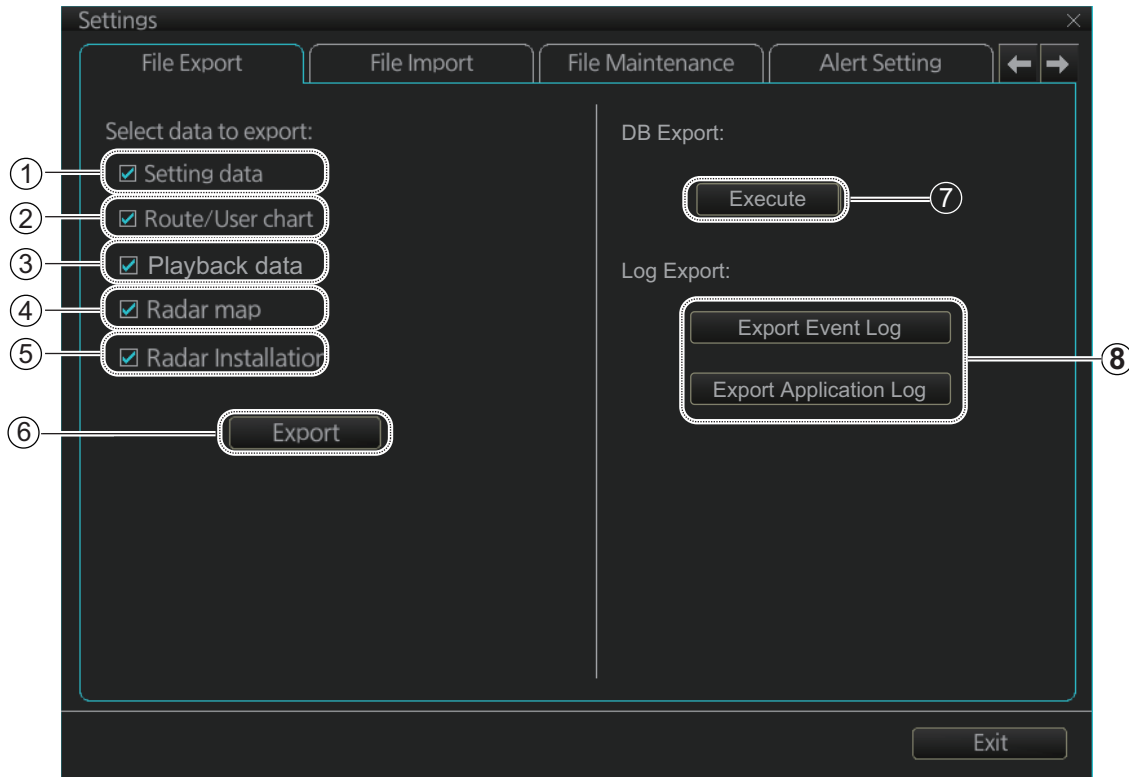 Settings
File Export
File Import
File Maintenance
Alert Setting
Select data to export:
1 Setting data
2 Route/User chart
3 Playback data
4 Radar map
5 Radar Installation
6 Export
DB Export:
Execute 7
Log Export:
Export Event Log
Export Application Log
8
Exit